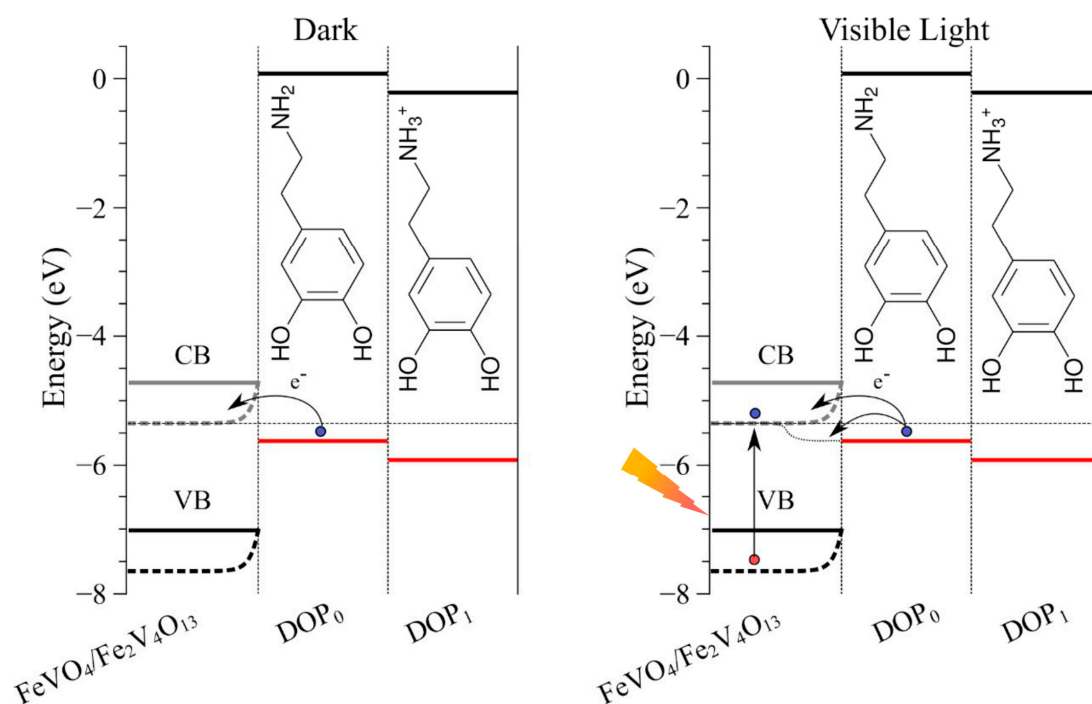 Dark
Energy (eV)
0
−2
−4
−6
−8
CB
VB
e⁻
NH₂
HO
HO
NH₃⁺
HO
HO
FeVO₄/Fe₂V₄O₁₃
DOP₀
DOP₁
Visible Light
Energy (eV)
0
−2
−4
−6
−8
CB
VB
e⁻
NH₂
HO
HO
NH₃⁺
HO
HO
FeVO₄/Fe₂V₄O₁₃
DOP₀
DOP₁